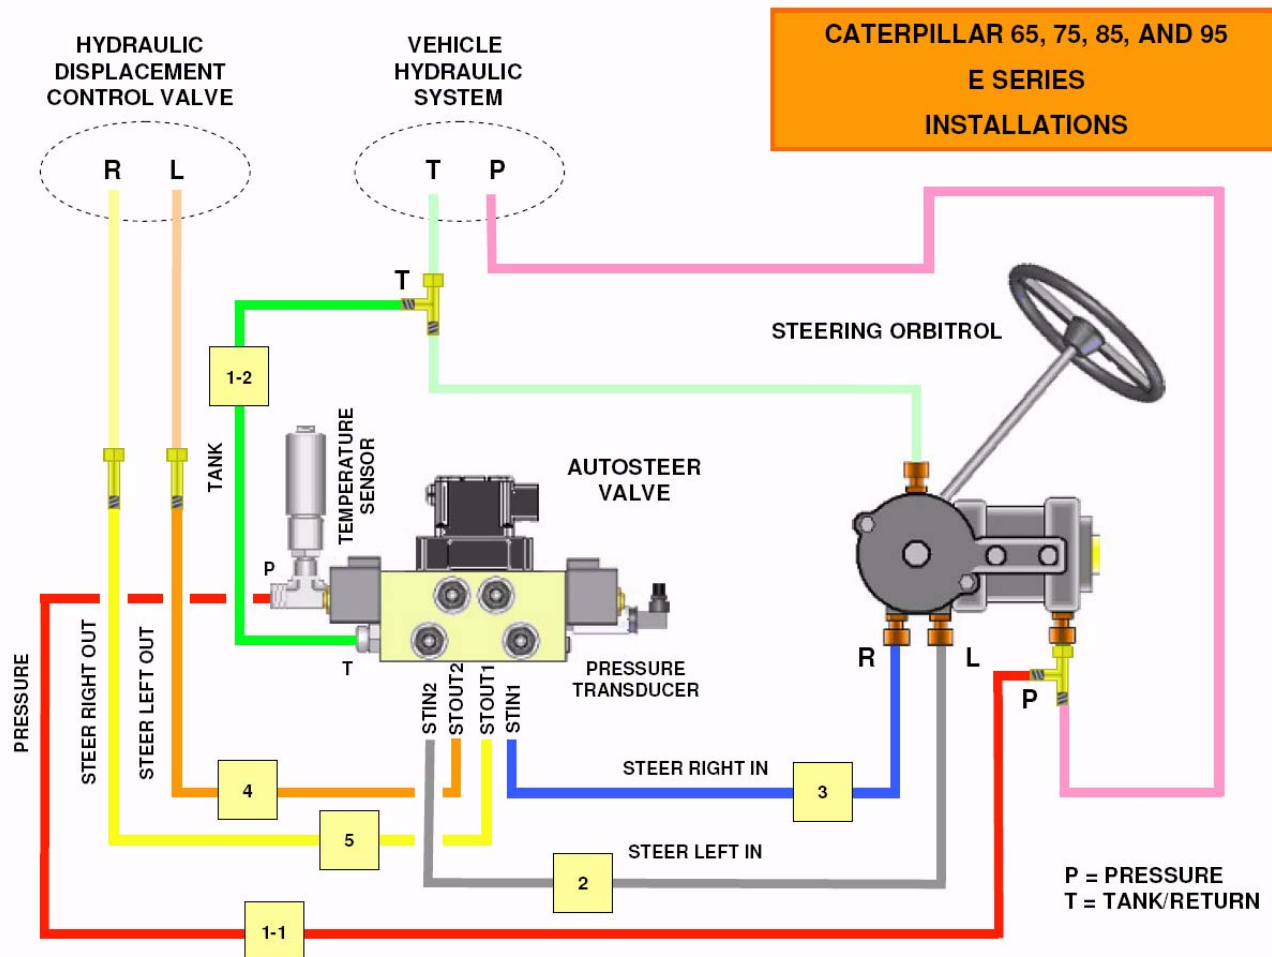 HYDRAULIC
DISPLACEMENT
CONTROL VALVE
R L
VEHICLE
HYDRAULIC
SYSTEM
T P
CATERPILLAR 65, 75, 85, AND 95
E SERIES
INSTALLATIONS
T
STEERING ORBITROL
1-2
TANK
TEMPERATURE
SENSOR
AUTOSTEER
VALVE
P
T
PRESSURE
TRANSDUCER
R L
P
PRESSURE
STEER RIGHT OUT
STEER LEFT OUT
STIN2
STOUT2
STOUT1
STIN1
4
STEER RIGHT IN
3
5
STEER LEFT IN
2
1-1
P = PRESSURE
T = TANK/RETURN